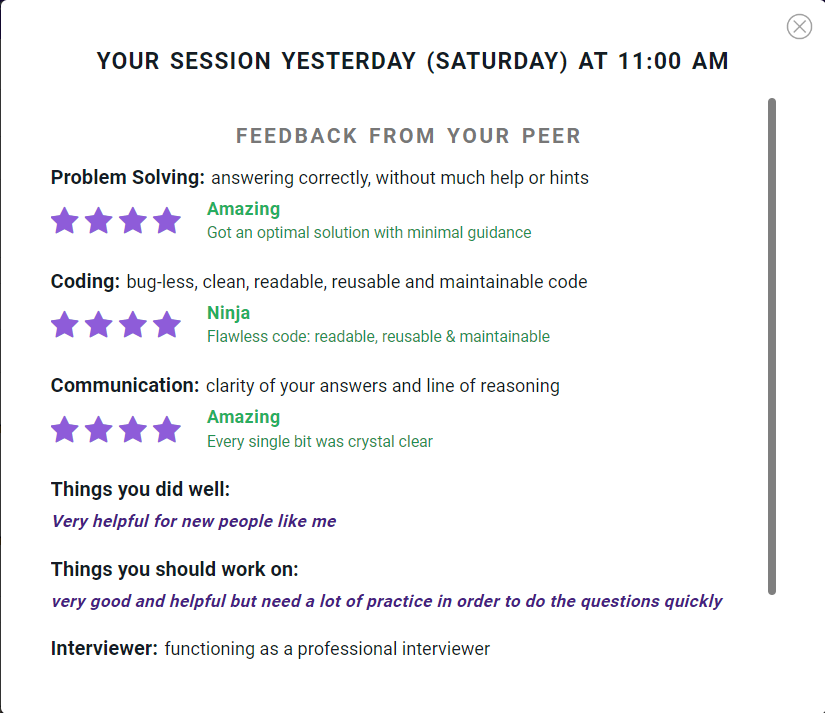 YOUR SESSION YESTERDAY (SATURDAY) AT 11:00 AM
FEEDBACK FROM YOUR PEER
Problem Solving: answering correctly, without much help or hints
Amazing
Got an optimal solution with minimal guidance
Coding: bug-less, clean, readable, reusable and maintainable code
Ninja
Flawless code: readable, reusable & maintainable
Communication: clarity of your answers and line of reasoning
Amazing
Every single bit was crystal clear
Things you did well:
Very helpful for new people like me
Things you should work on:
very good and helpful but need a lot of practice in order to do the questions quickly
Interviewer: functioning as a professional interviewer